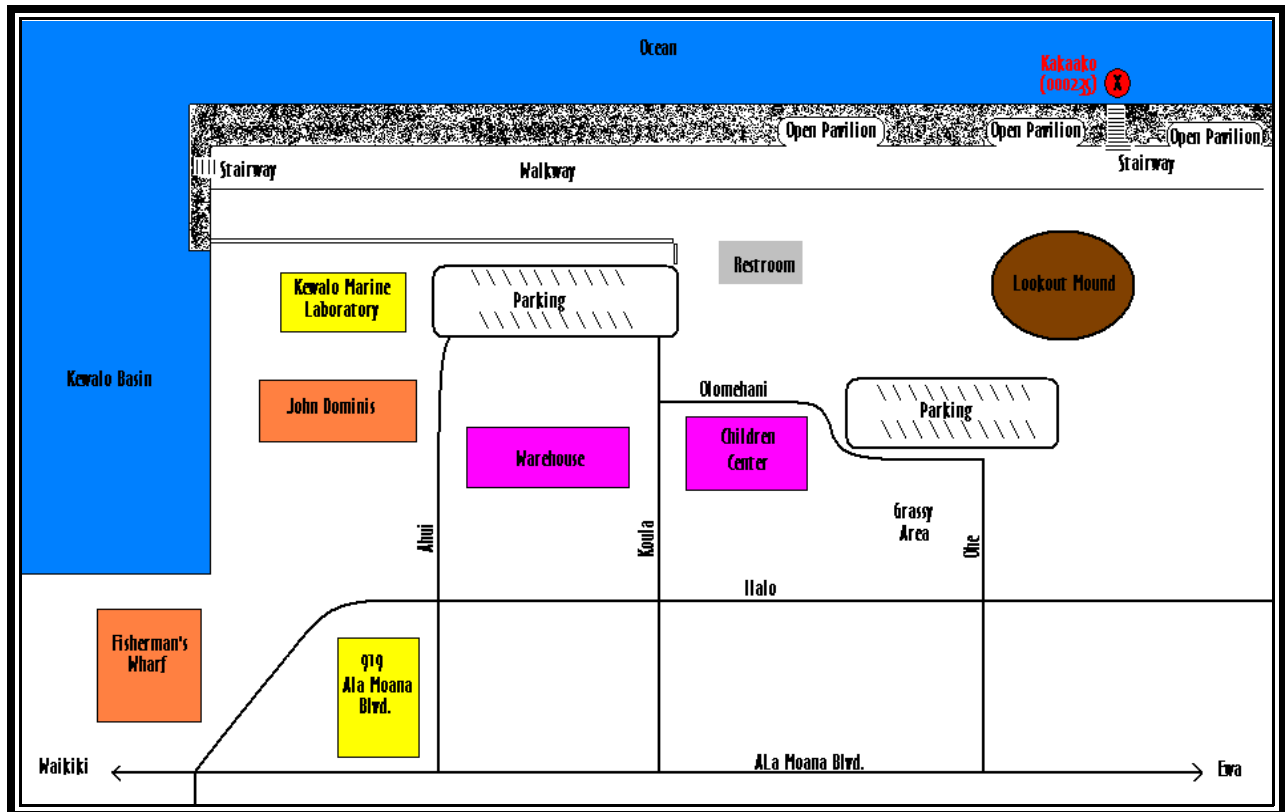 Ocean
Kakaako
Open Pavilion
Open Pavilion
Open Pavilion
Stairway
Walkway
Stairway
Restroom
Kewalo Marine
Laboratory
Parking
Lookout Mound
Kewalo Basin
John Dominis
Olomehani
Parking
Warehouse
Children
Center
Ahui
Koula
Grassy
Area
Ohe
Ilalo
Fisherman's
Wharf
919
Ala Moana
Blvd.
Waikiki
ALa Moana Blvd.
Ewa
X